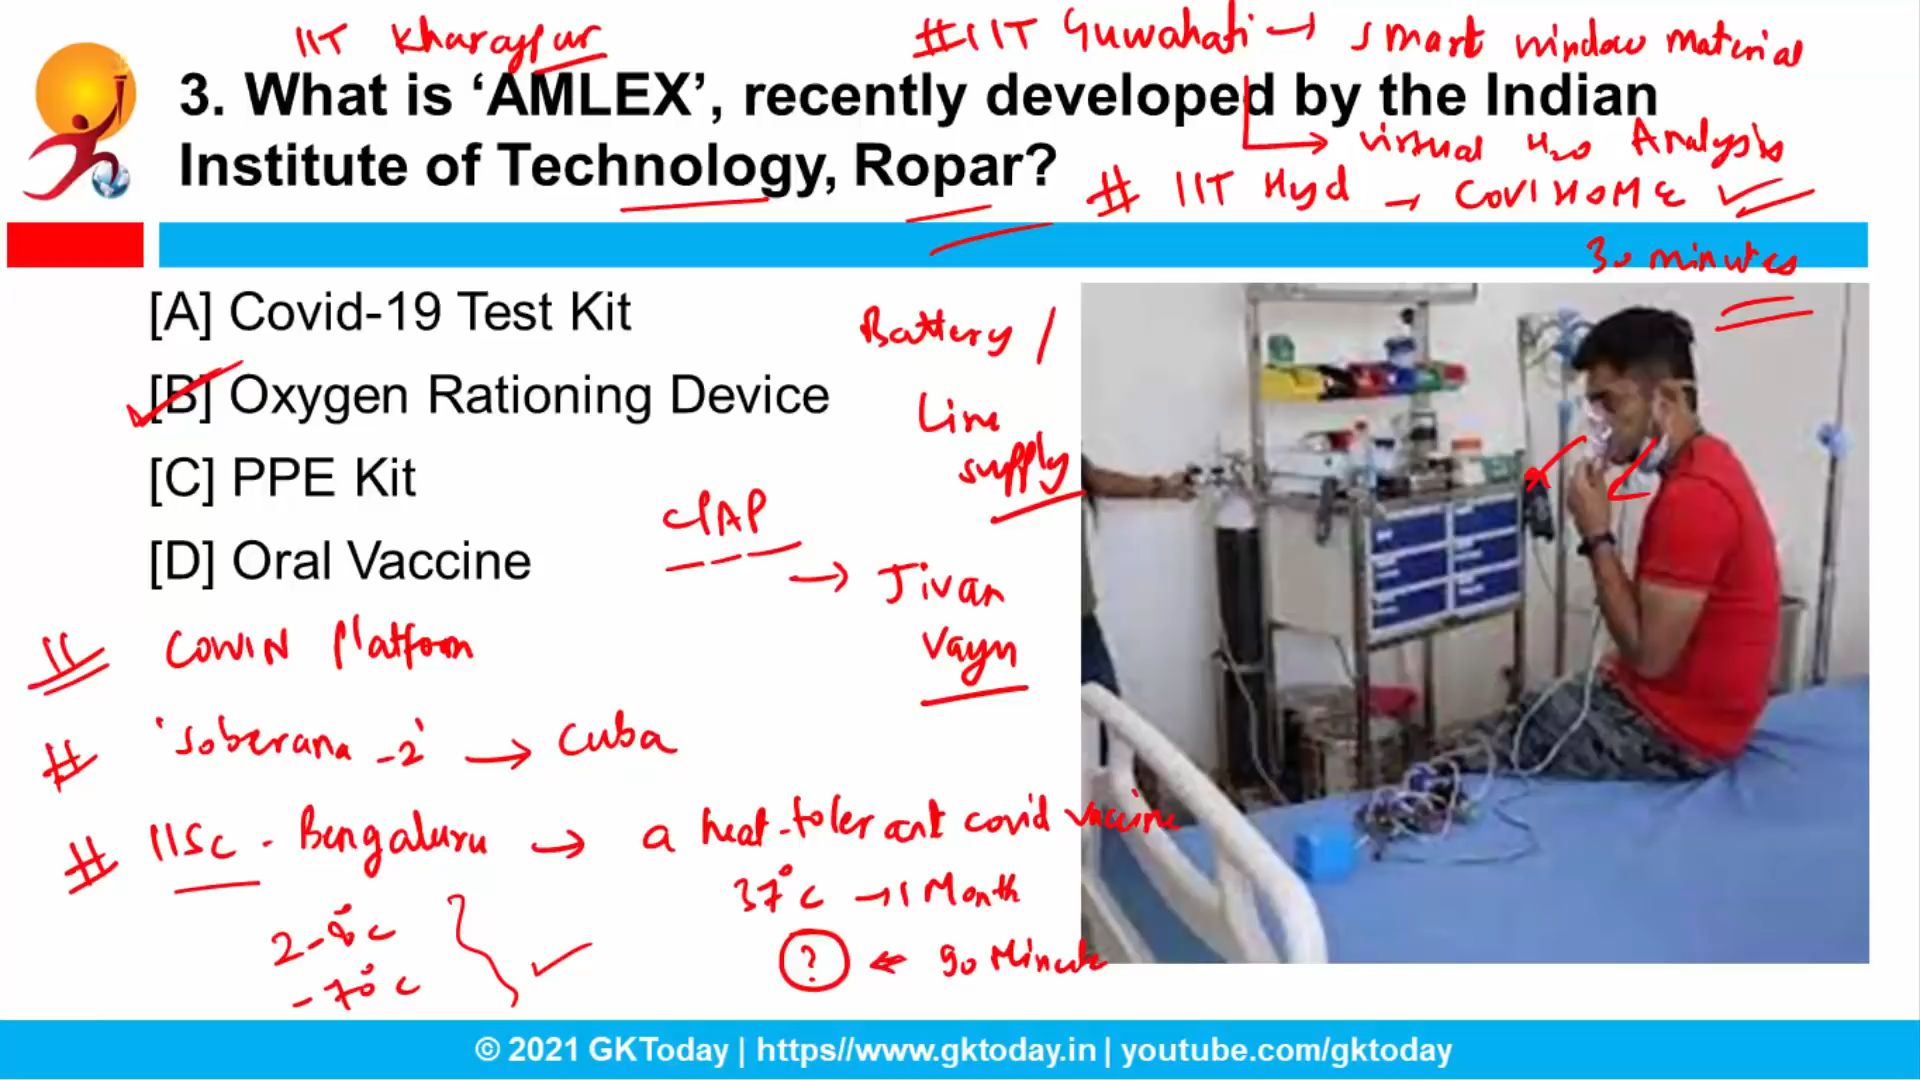 IIT Kharagpur
#IIT Guwahati → smart window material
3. What is ‘AMLEX’, recently developed by the Indian
→ visual H2O Analysis
Institute of Technology, Ropar?
# IIT Hyd → COVIHOME
30 minutes
[A] Covid-19 Test Kit
Battery /
[B] Oxygen Rationing Device
Line
supply
[C] PPE Kit
CPAP
[D] Oral Vaccine
→ Jivan
Vayu
COWIN Platform
# 'Soberana -2' → Cuba
# IISc - Bengaluru → a heat-tolerant covid vaccine
37°C → 1 Month
2-8°C
? ← 90 Minute
-70°C
© 2021 GKToday | https//www.gktoday.in | youtube.com/gktoday